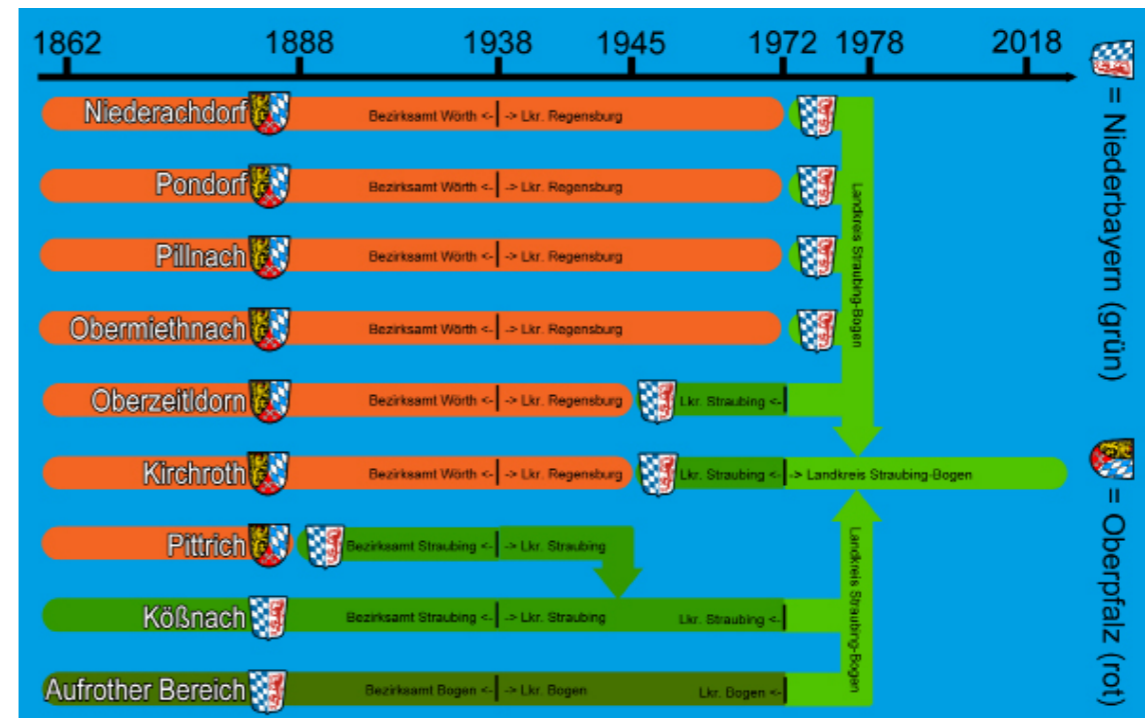 1862 1888 1938 1945 1972 1978 2018
Niederachdorf Bezirksamt Wörth <- -> Lkr. Regensburg
Pondorf Bezirksamt Wörth <- -> Lkr. Regensburg
Pillnach Bezirksamt Wörth <- -> Lkr. Regensburg
Obermiethnach Bezirksamt Wörth <- -> Lkr. Regensburg
Landkreis Straubing-Bogen
Oberzeitldorn Bezirksamt Wörth <- -> Lkr. Regensburg Lkr. Straubing <-
Kirchroth Bezirksamt Wörth <- -> Lkr. Regensburg Lkr. Straubing <- -> Landkreis Straubing-Bogen
Pittrich Bezirksamt Straubing <- -> Lkr. Straubing
Kößnach Bezirksamt Straubing <- -> Lkr. Straubing Lkr. Straubing <-
Aufrother Bereich Bezirksamt Bogen <- -> Lkr. Bogen Lkr. Bogen <-
Landkreis Straubing-Bogen
= Niederbayern (grün)
= Oberpfalz (rot)